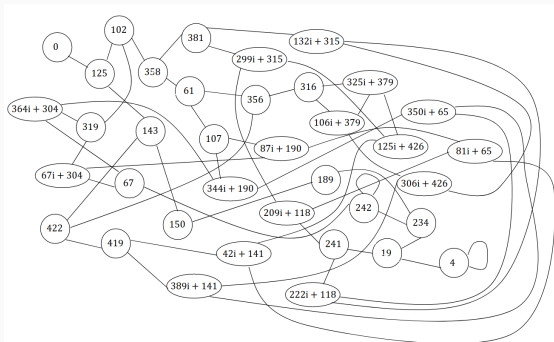 102
0
381
132i + 315
299i + 315
125
358
61
316
325i + 379
356
364i + 304
350i + 65
106i + 379
319
143
107
87i + 190
125i + 426
81i + 65
67i + 304
67
344i + 190
189
306i + 426
242
209i + 118
150
234
422
419
241
42i + 141
19
4
389i + 141
222i + 118